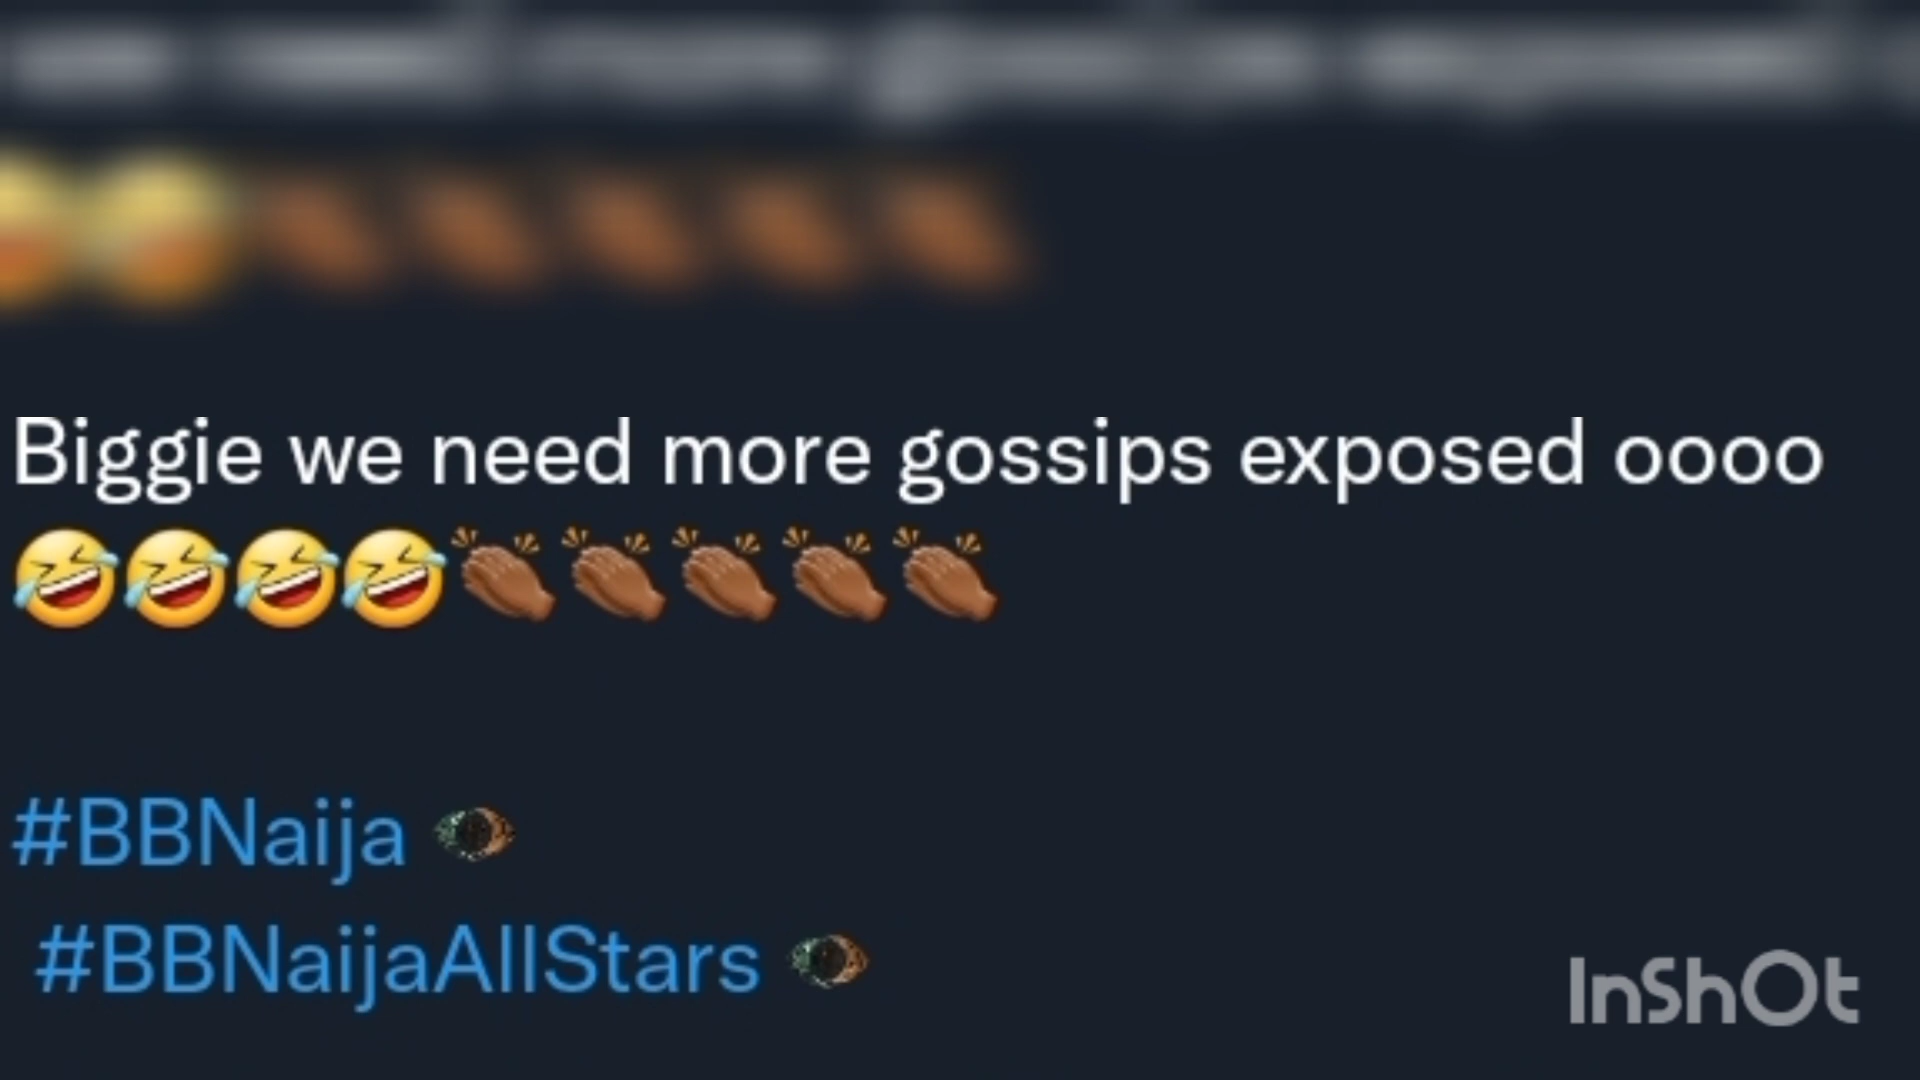 Biggie we need more gossips exposed oooo
🤣🤣🤣🤣👏🏾👏🏾👏🏾👏🏾👏🏾
#BBNaija
#BBNaijaAllStars
InShOt